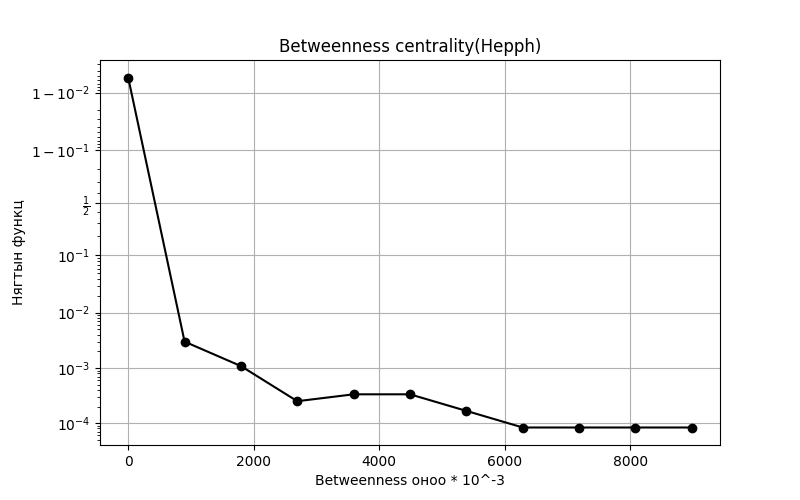 Betweenness centrality(Hepph)
Нягтын функц
1 − 10⁻²
1 − 10⁻¹
½
10⁻¹
10⁻²
10⁻³
10⁻⁴
0 2000 4000 6000 8000
Betweenness оноо * 10^-3